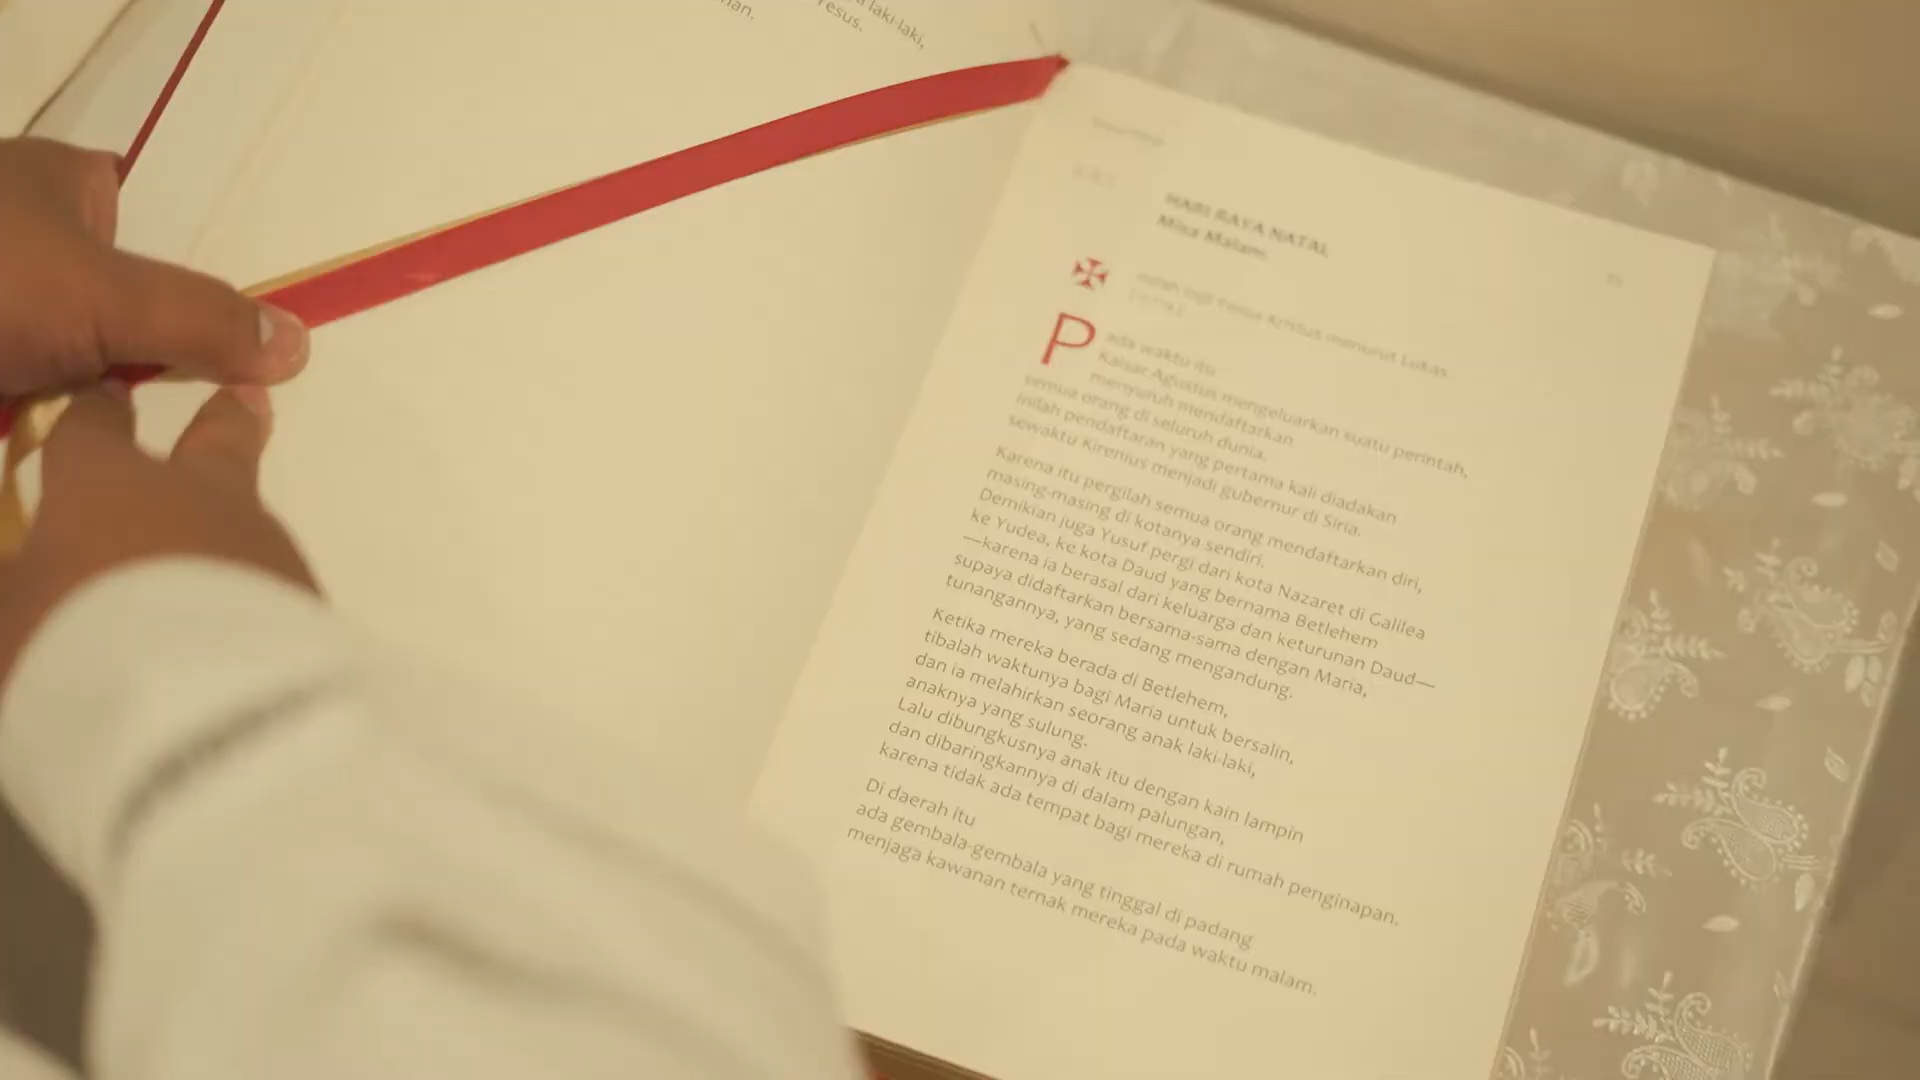 laki-laki,
HARI RAYA NATAL
Misa Malam
Yesus Kristus menurut Lukas
Pada waktu itu
Kaisar Agustus mengeluarkan suatu perintah,
menyuruh mendaftarkan
semua orang di seluruh dunia.
Inilah pendaftaran yang pertama kali diadakan
sewaktu Kirenius menjadi gubernur di Siria.
Karena itu pergilah semua orang mendaftarkan diri,
masing-masing di kotanya sendiri.
Demikian juga Yusuf pergi dari kota Nazaret di Galilea
ke Yudea, ke kota Daud yang bernama Betlehem
—karena ia berasal dari keluarga dan keturunan Daud—
supaya didaftarkan bersama-sama dengan Maria,
tunangannya, yang sedang mengandung.
Ketika mereka berada di Betlehem,
tibalah waktunya bagi Maria untuk bersalin,
dan ia melahirkan seorang anak laki-laki,
anaknya yang sulung.
Lalu dibungkusnya anak itu dengan kain lampin
dan dibaringkannya di dalam palungan,
karena tidak ada tempat bagi mereka di rumah penginapan.
Di daerah itu
ada gembala-gembala yang tinggal di padang
menjaga kawanan ternak mereka pada waktu malam.